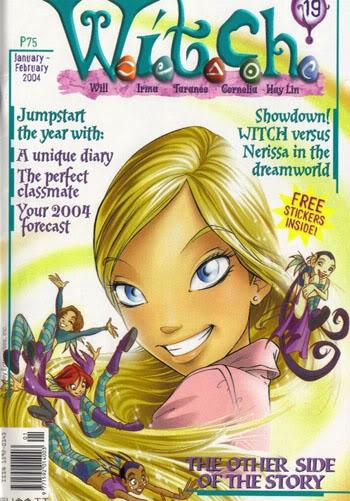 19
P75
WITCH
January -
February
2004
Will Irma Taranee Cornelia Hay Lin
Jumpstart
the year with:
A unique diary
The perfect
classmate
Your 2004
forecast
Showdown!
WITCH versus
Nerissa in the
dreamworld
FREE
STICKERS
INSIDE!
01
THE OTHER SIDE
OF THE STORY